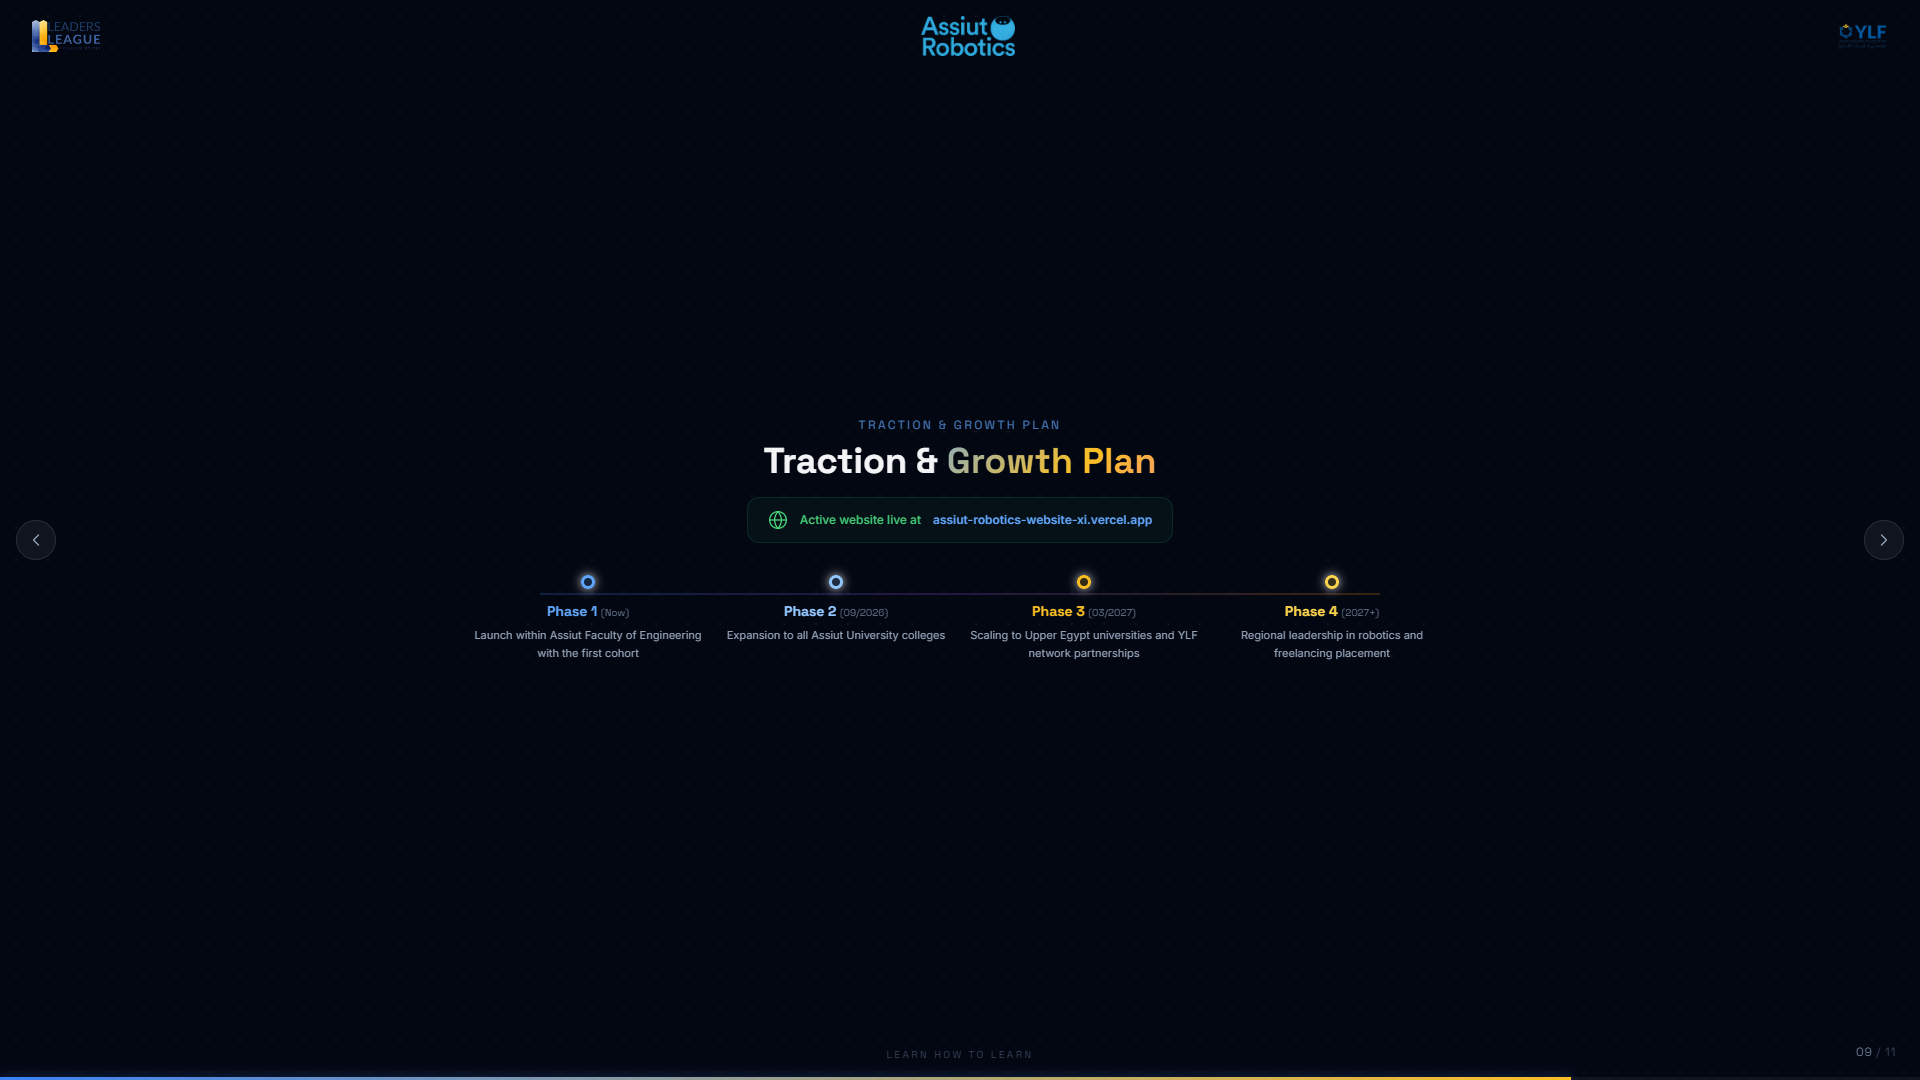 LEADERS
LEAGUE
Assiut
Robotics
YLF
TRACTION & GROWTH PLAN
Traction & Growth Plan
Active website live at assiut-robotics-website-xi.vercel.app
Phase 1 (Now)
Launch within Assiut Faculty of Engineering
with the first cohort
Phase 2 (09/2026)
Expansion to all Assiut University colleges
Phase 3 (03/2027)
Scaling to Upper Egypt universities and YLF
network partnerships
Phase 4 (2027+)
Regional leadership in robotics and
freelancing placement
LEARN HOW TO LEARN
09 / 11